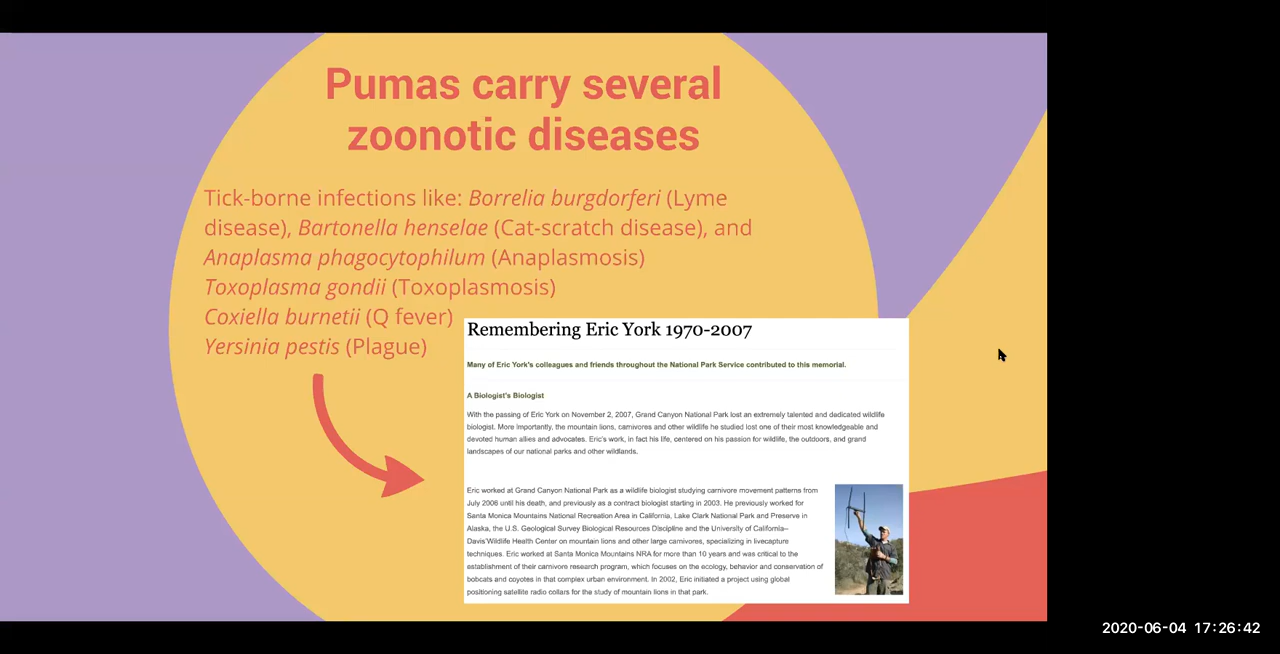 Pumas carry several
zoonotic diseases
Tick-borne infections like: Borrelia burgdorferi (Lyme
disease), Bartonella henselae (Cat-scratch disease), and
Anaplasma phagocytophilum (Anaplasmosis)
Toxoplasma gondii (Toxoplasmosis)
Coxiella burnetii (Q fever)
Yersinia pestis (Plague)
Remembering Eric York 1970-2007
Many of Eric York's colleagues and friends throughout the National Park Service contributed to this memorial.
A Biologist's Biologist
With the passing of Eric York on November 2, 2007, Grand Canyon National Park lost an extremely talented and dedicated wildlife
biologist. More Importantly, the mountain lions, carnivores and other wildlife he studied lost one of their most knowledgeable and
devoted human allies and advocates. Eric's work, in fact his life, centered on his passion for wildlife, the outdoors, and grand
landscapes of our national parks and other wildlands.
Eric worked at Grand Canyon National Park as a wildlife biologist studying carnivore movement patterns from
July 2006 until his death, and previously as a contract biologist starting in 2003. He previously worked for
Santa Monica Mountains National Recreation Area in California, Lake Clark National Park and Preserve in
Alaska, the U.S. Geological Survey Biological Resources Discipline and the University of California–
Davis'Wildlife Health Center on mountain lions and other large carnivores, specializing in livecapture
techniques. Eric worked at Santa Monica Mountains NRA for more than 10 years and was critical to the
establishment of their carnivore research program, which focuses on the ecology, behavior and conservation of
bobcats and coyotes in that complex urban environment. In 2002, Eric initiated a project using global
positioning satellite radio collars for the study of mountain lions in that park.
2020-06-04 17:26:42